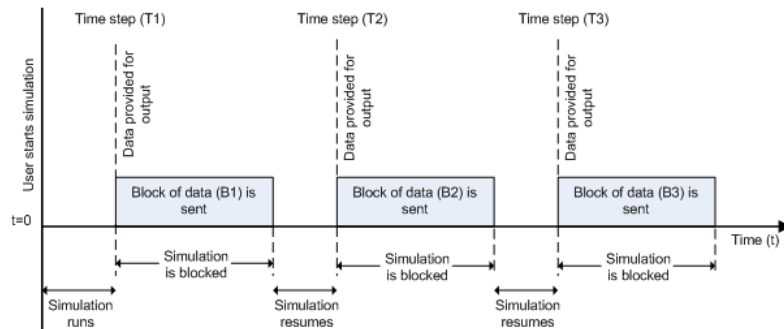 Time step (T1)
Time step (T2)
Time step (T3)
User starts simulation
Data provided for
output
Data provided for
output
Data provided for
output
Block of data (B1) is
sent
Block of data (B2) is
sent
Block of data (B3) is
sent
t=0
Time (t)
Simulation
is blocked
Simulation
is blocked
Simulation
is blocked
Simulation
runs
Simulation
resumes
Simulation
resumes